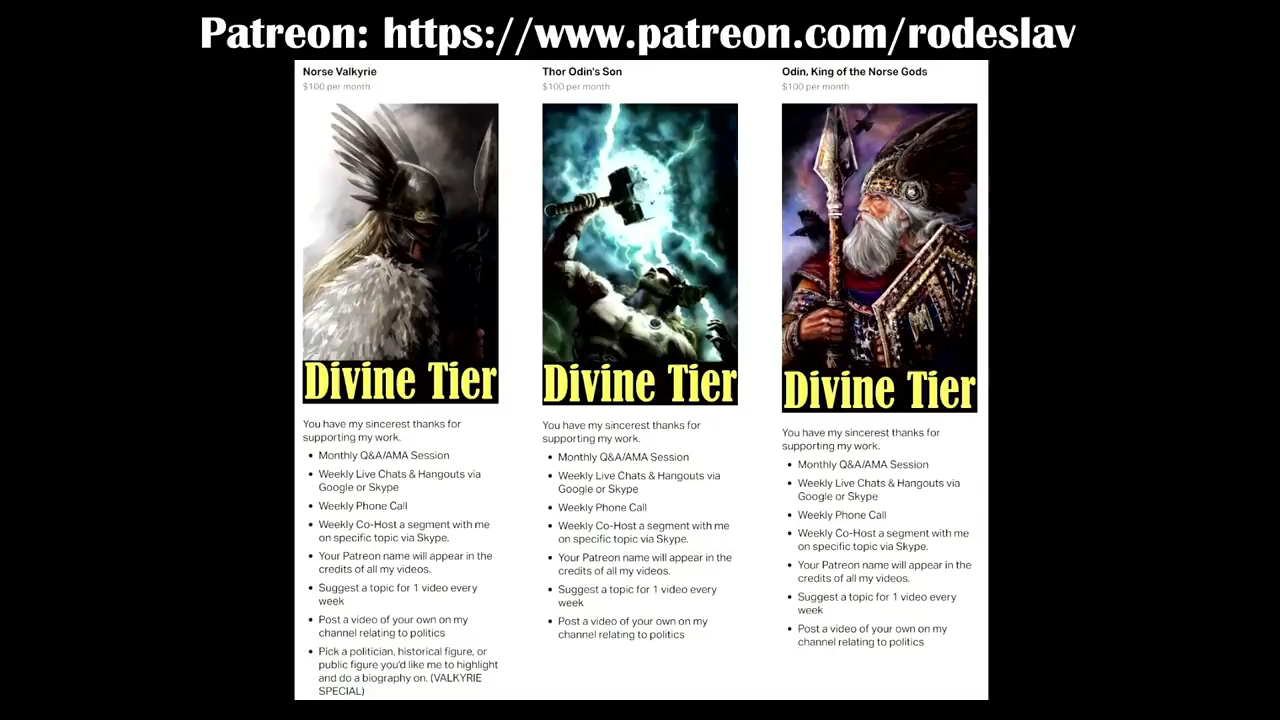 Patreon: https://www.patreon.com/rodeslav
Norse Valkyrie
$100 per month
Divine Tier
You have my sincerest thanks for
supporting my work.
• Monthly Q&A/AMA Session
• Weekly Live Chats & Hangouts via
Google or Skype
• Weekly Phone Call
• Weekly Co-Host a segment with me
on specific topic via Skype.
• Your Patreon name will appear in the
credits of all my videos.
• Suggest a topic for 1 video every
week
• Post a video of your own on my
channel relating to politics
• Pick a politician, historical figure, or
public figure you'd like me to highlight
and do a biography on. (VALKYRIE
SPECIAL)
Thor Odin's Son
$100 per month
Divine Tier
You have my sincerest thanks for
supporting my work.
• Monthly Q&A/AMA Session
• Weekly Live Chats & Hangouts via
Google or Skype
• Weekly Phone Call
• Weekly Co-Host a segment with me
on specific topic via Skype.
• Your Patreon name will appear in the
credits of all my videos.
• Suggest a topic for 1 video every
week
• Post a video of your own on my
channel relating to politics
Odin, King of the Norse Gods
$100 per month
Divine Tier
You have my sincerest thanks for
supporting my work.
• Monthly Q&A/AMA Session
• Weekly Live Chats & Hangouts via
Google or Skype
• Weekly Phone Call
• Weekly Co-Host a segment with me
on specific topic via Skype.
• Your Patreon name will appear in the
credits of all my videos.
• Suggest a topic for 1 video every
week
• Post a video of your own on my
channel relating to politics